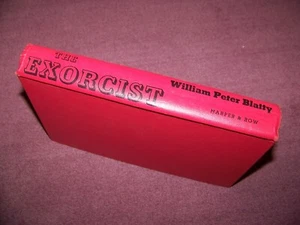 THE
EXORCIST
William Peter Blatty
HARPER & ROW